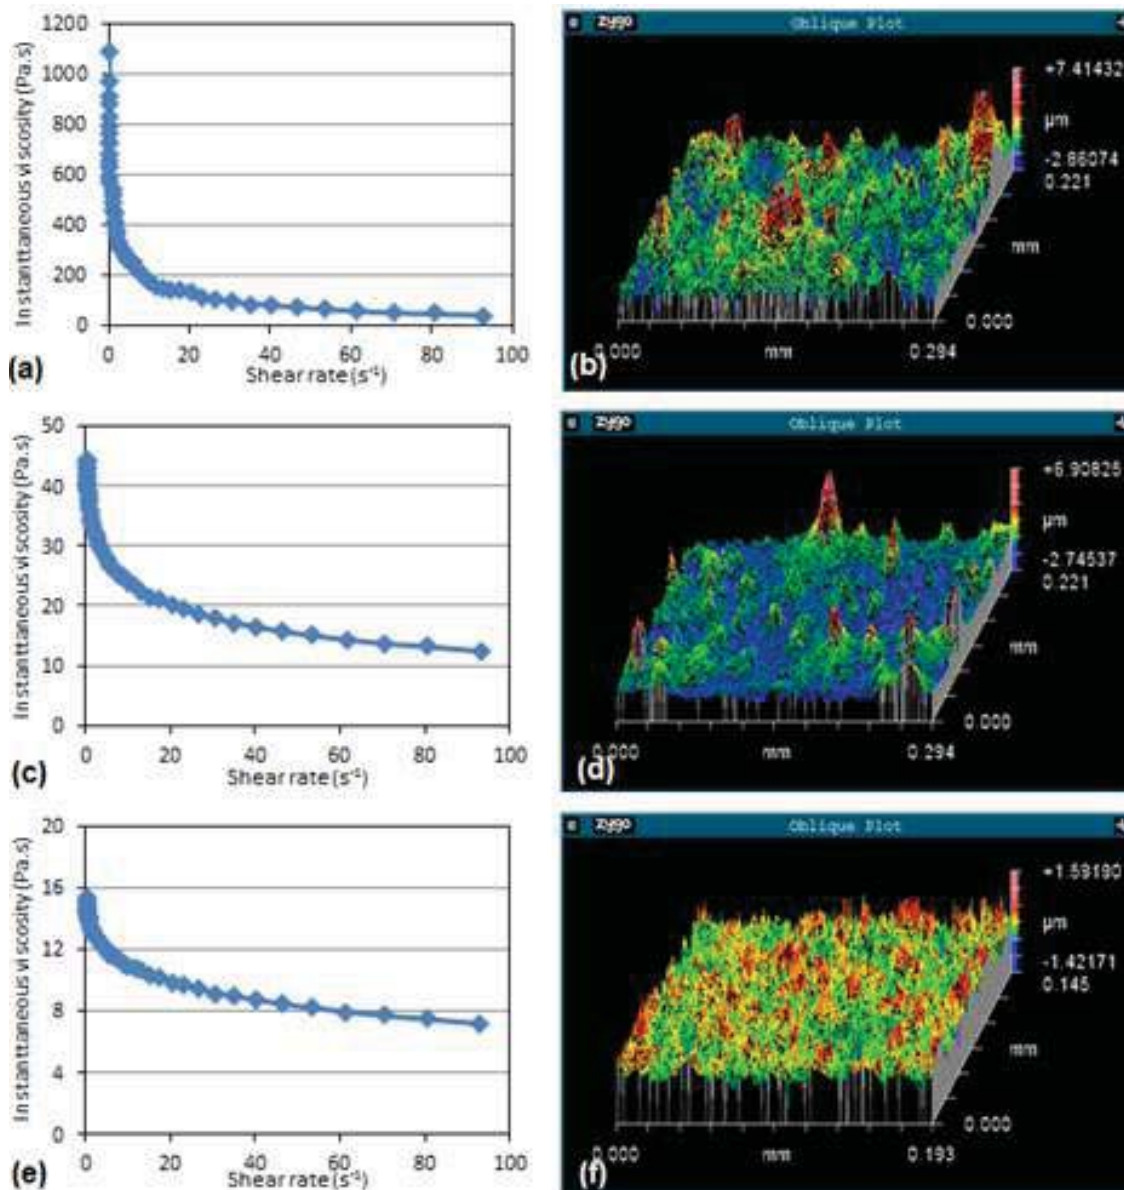 1200
1000
800
600
400
200
0
0 20 40 60 80 100
Instanttaneous viscosity (Pa.s)
Shear rate (s⁻¹)
(a)
zygo Oblique Plot
+7.41432
µm
-2.86074
0.221
mm
0.000
0.000 mm 0.294
(b)
50
40
30
20
10
0
0 20 40 60 80 100
Instanttaneous viscosity (Pa.s)
Shear rate (s⁻¹)
(c)
zygo Oblique Plot
+6.90825
µm
-2.74537
0.221
mm
0.000
0.000 mm 0.294
(d)
20
16
12
8
4
0
0 20 40 60 80 100
Instanttaneous viscosity (Pa.s)
Shear rate (s⁻¹)
(e)
zygo Oblique Plot
+1.59190
µm
-1.42171
0.145
mm
0.000
0.000 mm 0.193
(f)